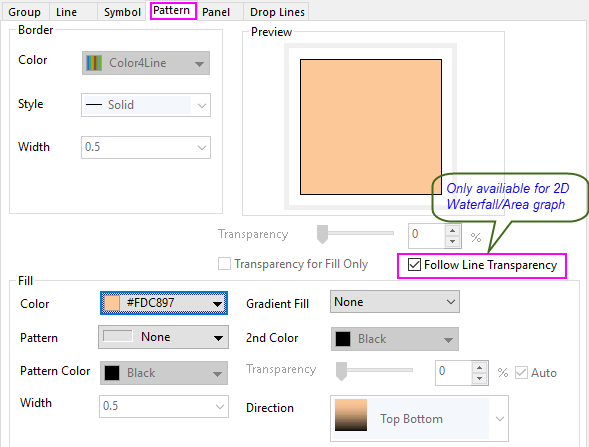 Group Line Symbol Pattern Panel Drop Lines
Border
Color Color4Line
Style Solid
Width 0.5
Preview
Only availiable for 2D
Waterfall/Area graph
Transparency 0 %
Transparency for Fill Only Follow Line Transparency
Fill
Color #FDC897 Gradient Fill None
Pattern None 2nd Color Black
Pattern Color Black Transparency 0 % Auto
Width 0.5 Direction Top Bottom